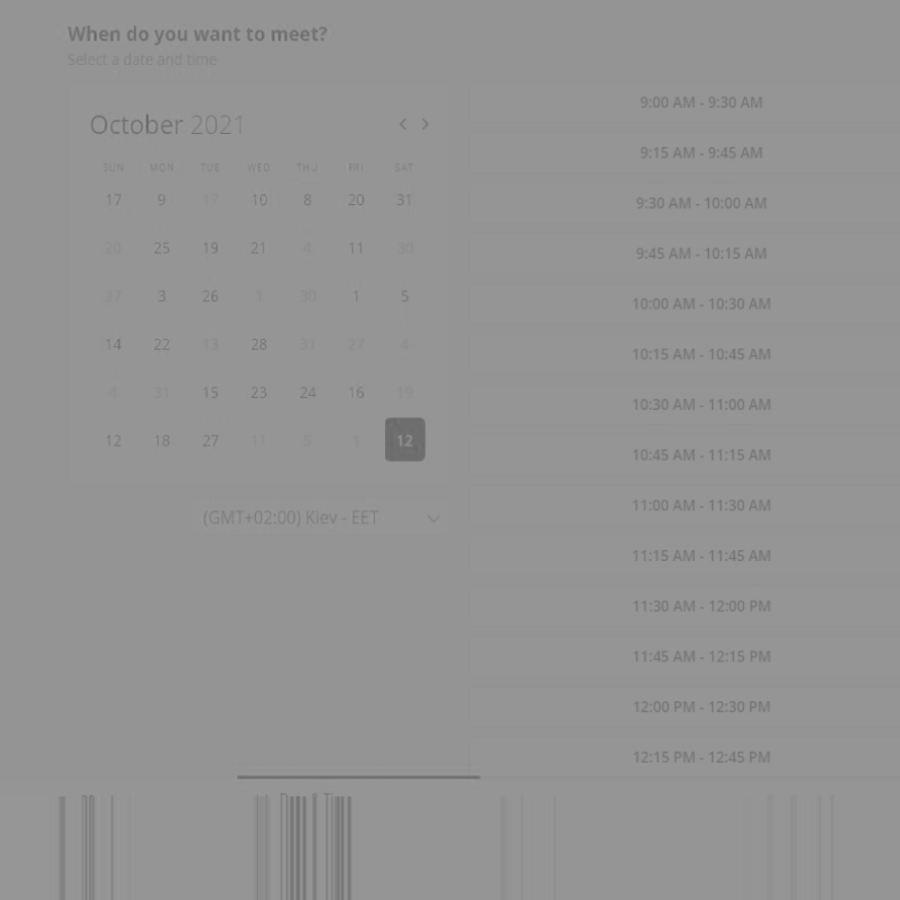 When do you want to meet?
Select a date and time
October 2021
SUN MON TUE WED THU FRI SAT
17 9 17 10 8 20 31
20 25 19 21 4 11 30
27 3 26 1 30 1 5
14 22 13 28 31 27 4
4 31 15 23 24 16 19
12 18 27 11 5 12
(GMT+02:00) Kiev - EET
9:00 AM - 9:30 AM
9:15 AM - 9:45 AM
9:30 AM - 10:00 AM
9:45 AM - 10:15 AM
10:00 AM - 10:30 AM
10:15 AM - 10:45 AM
10:30 AM - 11:00 AM
10:45 AM - 11:15 AM
11:00 AM - 11:30 AM
11:15 AM - 11:45 AM
11:30 AM - 12:00 PM
11:45 AM - 12:15 PM
12:00 PM - 12:30 PM
12:15 PM - 12:45 PM